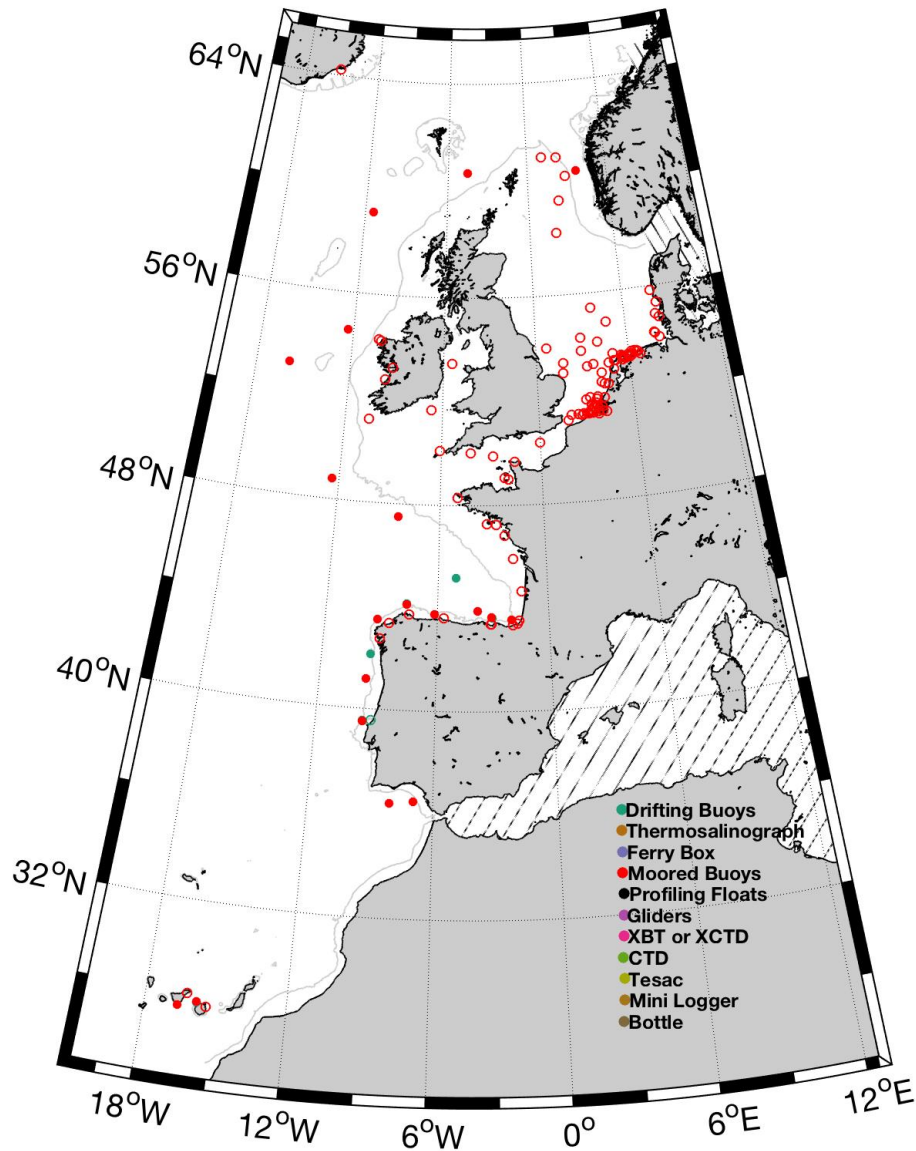 64°N
56°N
48°N
40°N
32°N
Drifting Buoys
Thermosalinograph
Ferry Box
Moored Buoys
Profiling Floats
Gliders
XBT or XCTD
CTD
Tesac
Mini Logger
Bottle
18°W
12°W
6°W
0°
6°E
12°E